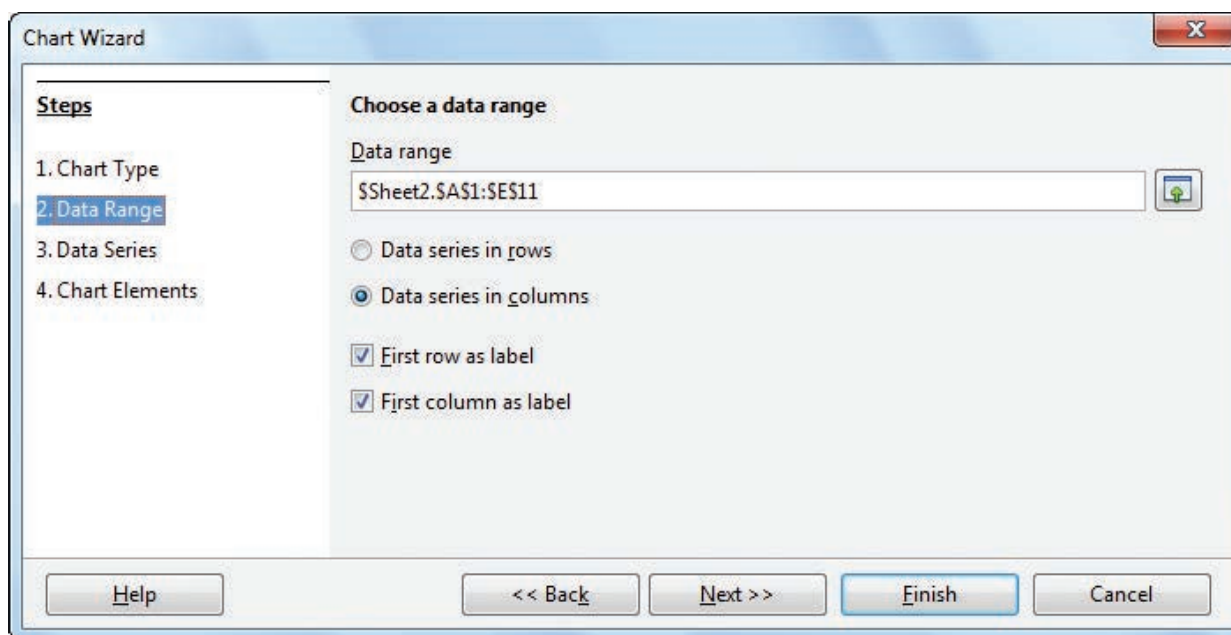 Chart Wizard
Steps
1. Chart Type
2. Data Range
3. Data Series
4. Chart Elements
Choose a data range
Data range
$Sheet2.$A$1:$E$11
Data series in rows
Data series in columns
First row as label
First column as label
Help
<< Back
Next >>
Finish
Cancel